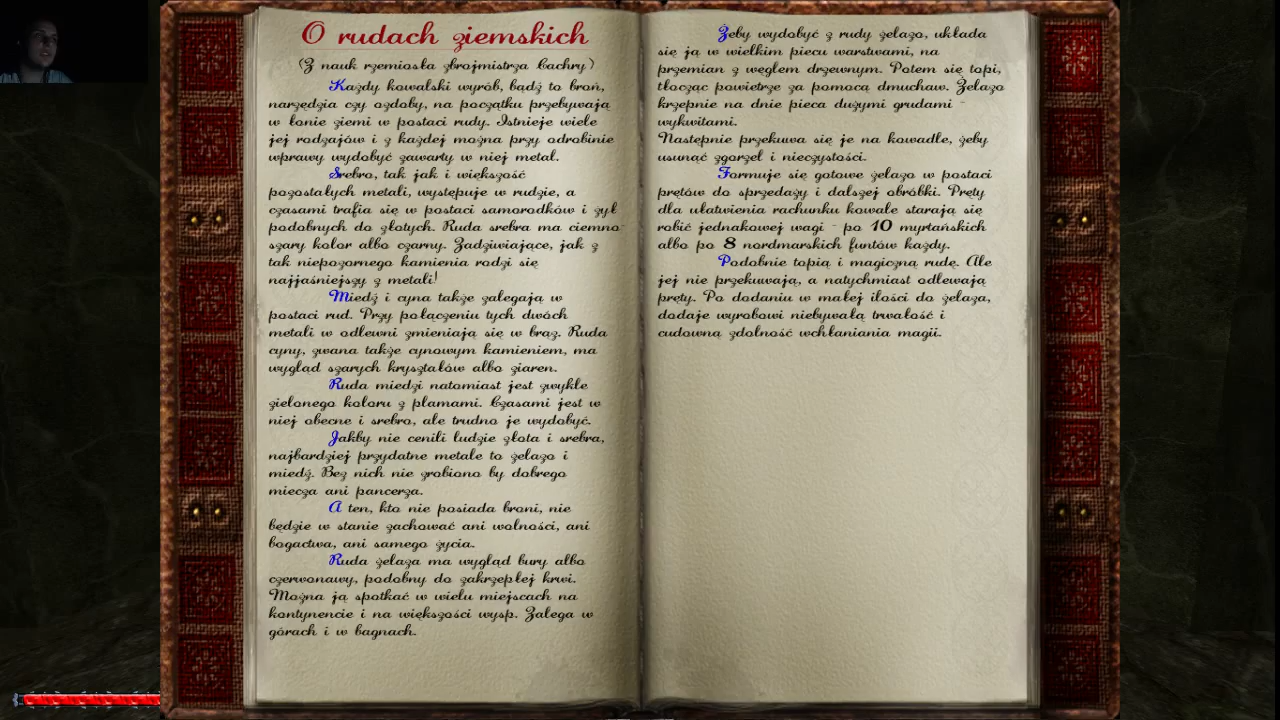 O rudach ziemskich
(Z nauk rzemiosła zbrojmistrza Cachry)
Każdy kowalski wyrób, bądź to broń,
narzędzia czy ozdoby, na początku przebywają
w łonie ziemi w postaci rudy. Istnieje wiele
jej rodzajów i z każdej można przy odrobinie
wprawy wydobyć zawarty w niej metal.
Srebro, tak jak i większość
pozostałych metali, występuje w rudzie, a
czasami trafia się w postaci samorodków i żył
podobnych do złotych. Ruda srebra ma ciemno-
szary kolor albo czarny. Zadziwiające, jak z
tak niepozornego kamienia rodzi się
najjaśniejszy z metali!
Miedź i cyna także zalegają w
postaci rud. Przy połączeniu tych dwóch
metali w odlewni zmieniają się w brąz. Ruda
cyny, zwana także cynowym kamieniem, ma
wygląd szarych kryształów albo ziaren.
Ruda miedzi natomiast jest zwykle
zielonego koloru z plamami. Czasami jest w
niej obecne i srebro, ale trudno je wydobyć.
Jakby nie cenili ludzie złota i srebra,
najbardziej przydatne metale to żelazo i
miedź. Bez nich nie zrobiono by dobrego
miecza ani pancerza.
A ten, kto nie posiada broni, nie
będzie w stanie zachować ani wolności, ani
bogactwa, ani samego życia.
Ruda żelaza ma wygląd bury albo
czerwonawy, podobny do zakrzepłej krwi.
Można ją spotkać w wielu miejscach na
kontynencie i na większości wysp. Zalega w
górach i w bagnach.
Żeby wydobyć z rudy żelazo, układa
się ją w wielkim piecu warstwami, na
przemian z węglem drzewnym. Potem się topi,
tłocząc powietrze za pomocą dmuchaw. Żelazo
krzepnie na dnie pieca dużymi grudami -
wykwitami.
Następnie przekuwa się je na kowadle, żeby
usunąć zgorzel i nieczystości.
Formuje się gotowe żelazo w postaci
prętów do sprzedaży i dalszej obróbki. Pręty
dla ułatwienia rachunku kowale starają się
robić jednakowej wagi - po 10 myrtańskich
albo po 8 nordmarskich funtów każdy.
Podobnie topią i magiczną rudę. Ale
jej nie przekuwają, a natychmiast odlewają
pręty. Po dodaniu w małej ilości do żelaza,
dodaje wyrobowi niebywałą trwałość i
cudowną zdolność wchłaniania magii.